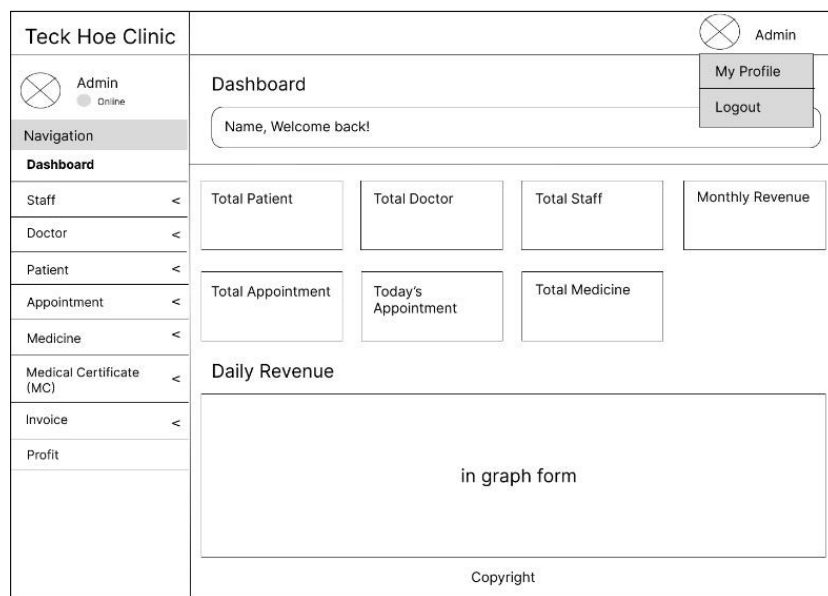 Teck Hoe Clinic
Admin
My Profile
Logout
Admin
Online
Navigation
Dashboard
Staff <
Doctor <
Patient <
Appointment <
Medicine <
Medical Certificate
(MC) <
Invoice <
Profit
Dashboard
Name, Welcome back!
Total Patient
Total Doctor
Total Staff
Monthly Revenue
Total Appointment
Today's
Appointment
Total Medicine
Daily Revenue
in graph form
Copyright